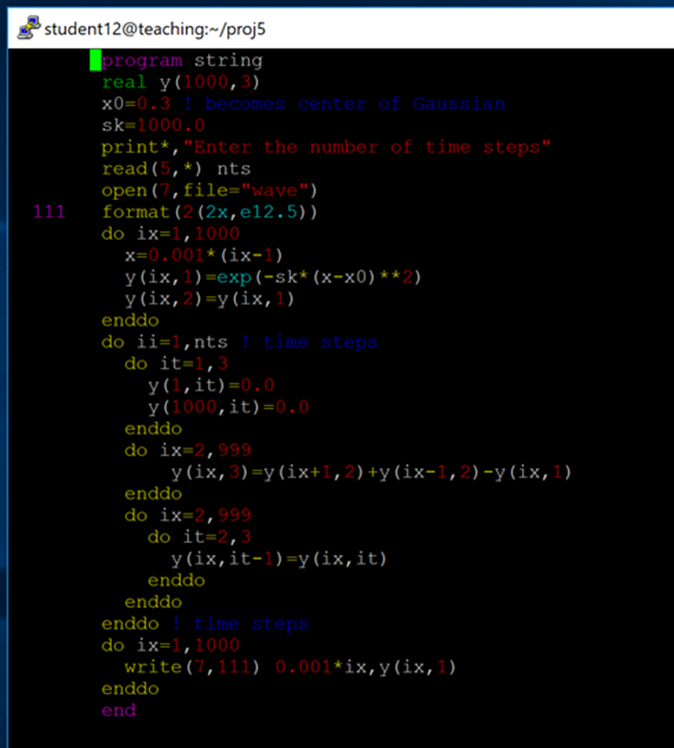 student12@teaching:~/proj5
program string
real y(1000,3)
x0=0.3 ! becomes center of Gaussian
sk=1000.0
print*,"Enter the number of time steps"
read(5,*) nts
open(7,file="wave")
111 format(2(2x,e12.5))
do ix=1,1000
x=0.001*(ix-1)
y(ix,1)=exp(-sk*(x-x0)**2)
y(ix,2)=y(ix,1)
enddo
do ii=1,nts ! time steps
do it=1,3
y(1,it)=0.0
y(1000,it)=0.0
enddo
do ix=2,999
y(ix,3)=y(ix+1,2)+y(ix-1,2)-y(ix,1)
enddo
do ix=2,999
do it=2,3
y(ix,it-1)=y(ix,it)
enddo
enddo
enddo ! time steps
do ix=1,1000
write(7,111) 0.001*ix,y(ix,1)
enddo
end